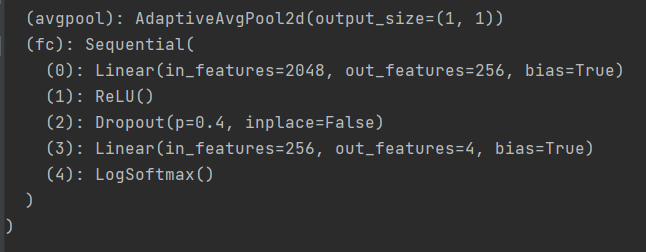 (avgpool): AdaptiveAvgPool2d(output_size=(1, 1))
(fc): Sequential(
(0): Linear(in_features=2048, out_features=256, bias=True)
(1): ReLU()
(2): Dropout(p=0.4, inplace=False)
(3): Linear(in_features=256, out_features=4, bias=True)
(4): LogSoftmax()
)
)